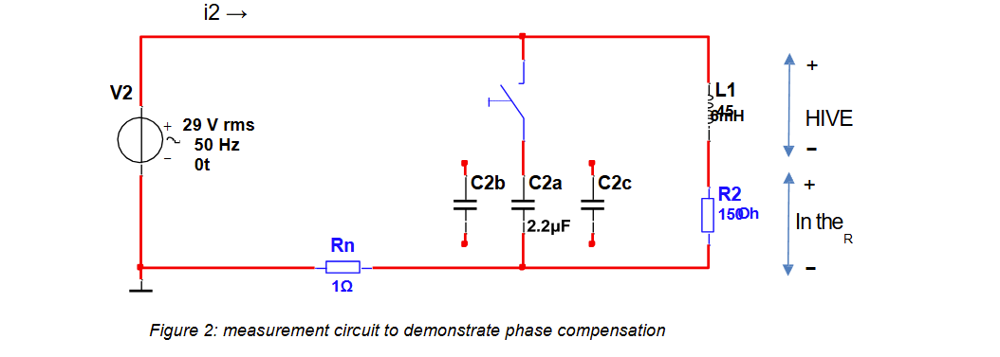 i2 →
V2
+ 29 V rms
50 Hz
0t
−
L1
+
HIVE
−
C2b
C2a
C2c
2.2µF
R2
+
In the R
−
Rn
1Ω
Figure 2: measurement circuit to demonstrate phase compensation